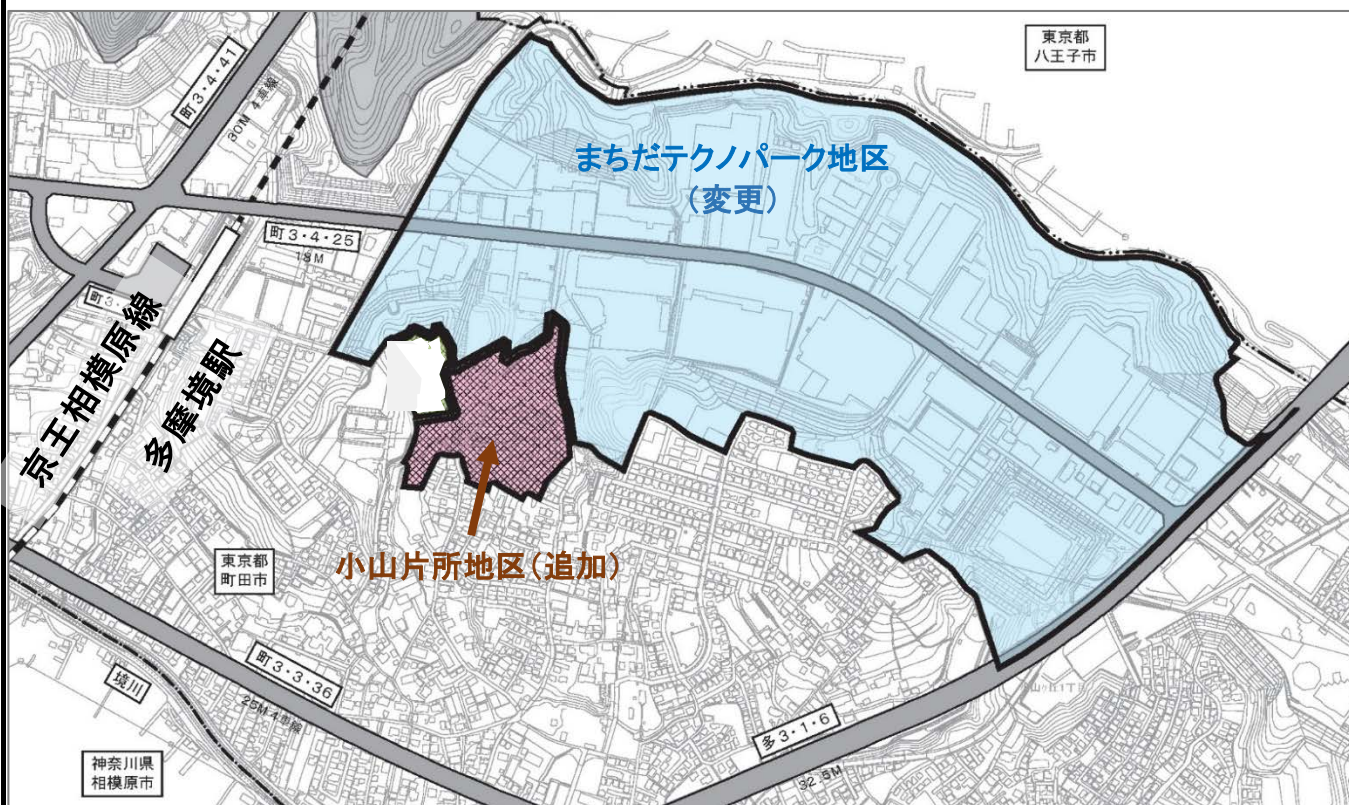 東京都
八王子市
町3・4・41
30M 4車線
まちだテクノパーク地区
(変更)
町3・4・25
18M
町3・
京王相模原線
多摩境駅
小山片所地区(追加)
東京都
町田市
町3・3・36
25M 4車線
境川
多3・1・6
32.5M
神奈川県
相模原市